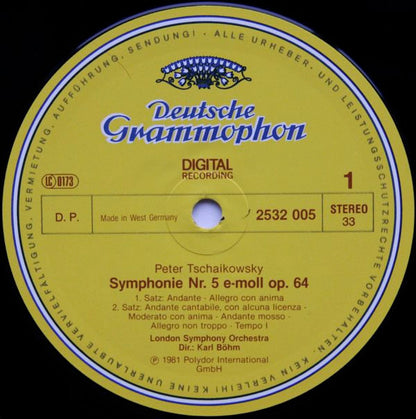 KEIN VERLEIH! KEINE UNERLAUBTE VERVIELFÄLTIGUNG, VERMIETUNG, AUFFÜHRUNG, SENDUNG! - ALLE URHEBER- UND LEISTUNGSSCHUTZRECHTE VORBEHALTEN.
Deutsche
Grammophon
DIGITAL
RECORDING
LC 0173
1
D. P.
Made in West Germany
2532 005
STEREO
33
Peter Tschaikowsky
Symphonie Nr. 5 e-moll op. 64
1. Satz: Andante - Allegro con anima
2. Satz: Andante cantabile, con alcuna licenza -
Moderato con anima - Andante mosso -
Allegro non troppo - Tempo I
London Symphony Orchestra
Dir.: Karl Böhm
℗ 1981 Polydor International
GmbH